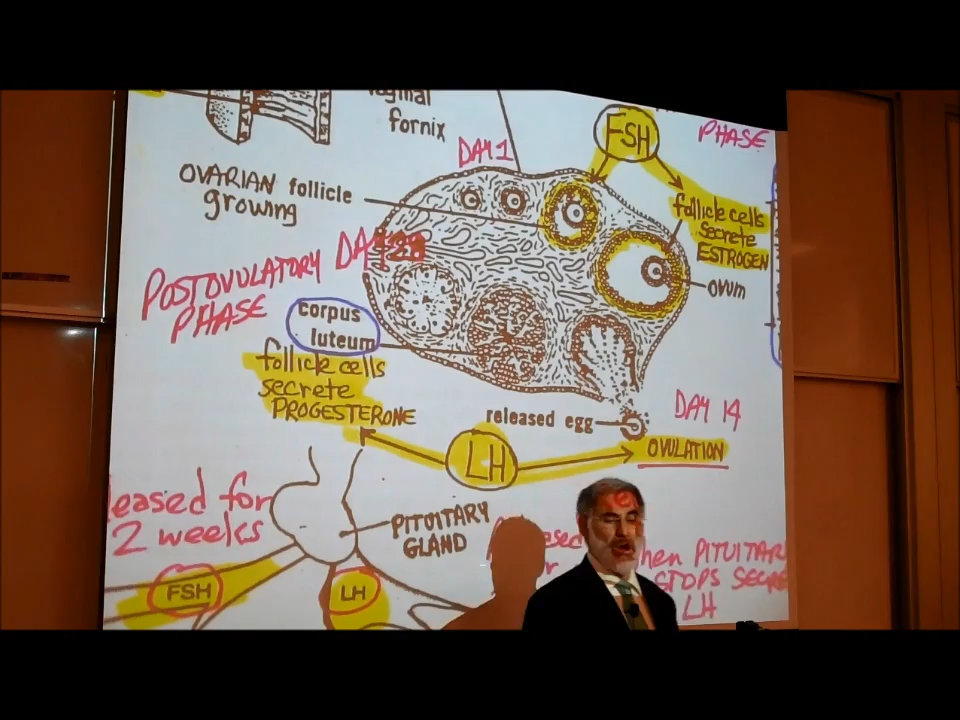 vaginal
fornix
FSH
PHASE
DAY 1
OVARIAN follicle
growing
follicle cells
secrete
ESTROGEN
ovum
POSTOVULATORY DAY 28
PHASE
corpus
luteum
follicle cells
secrete
PROGESTERONE
released egg
DAY 14
OVULATION
LH
eased for
2 weeks
PITUITARY
GLAND
FSH
LH
hen PITUITAR
STOPS SECRE
LH